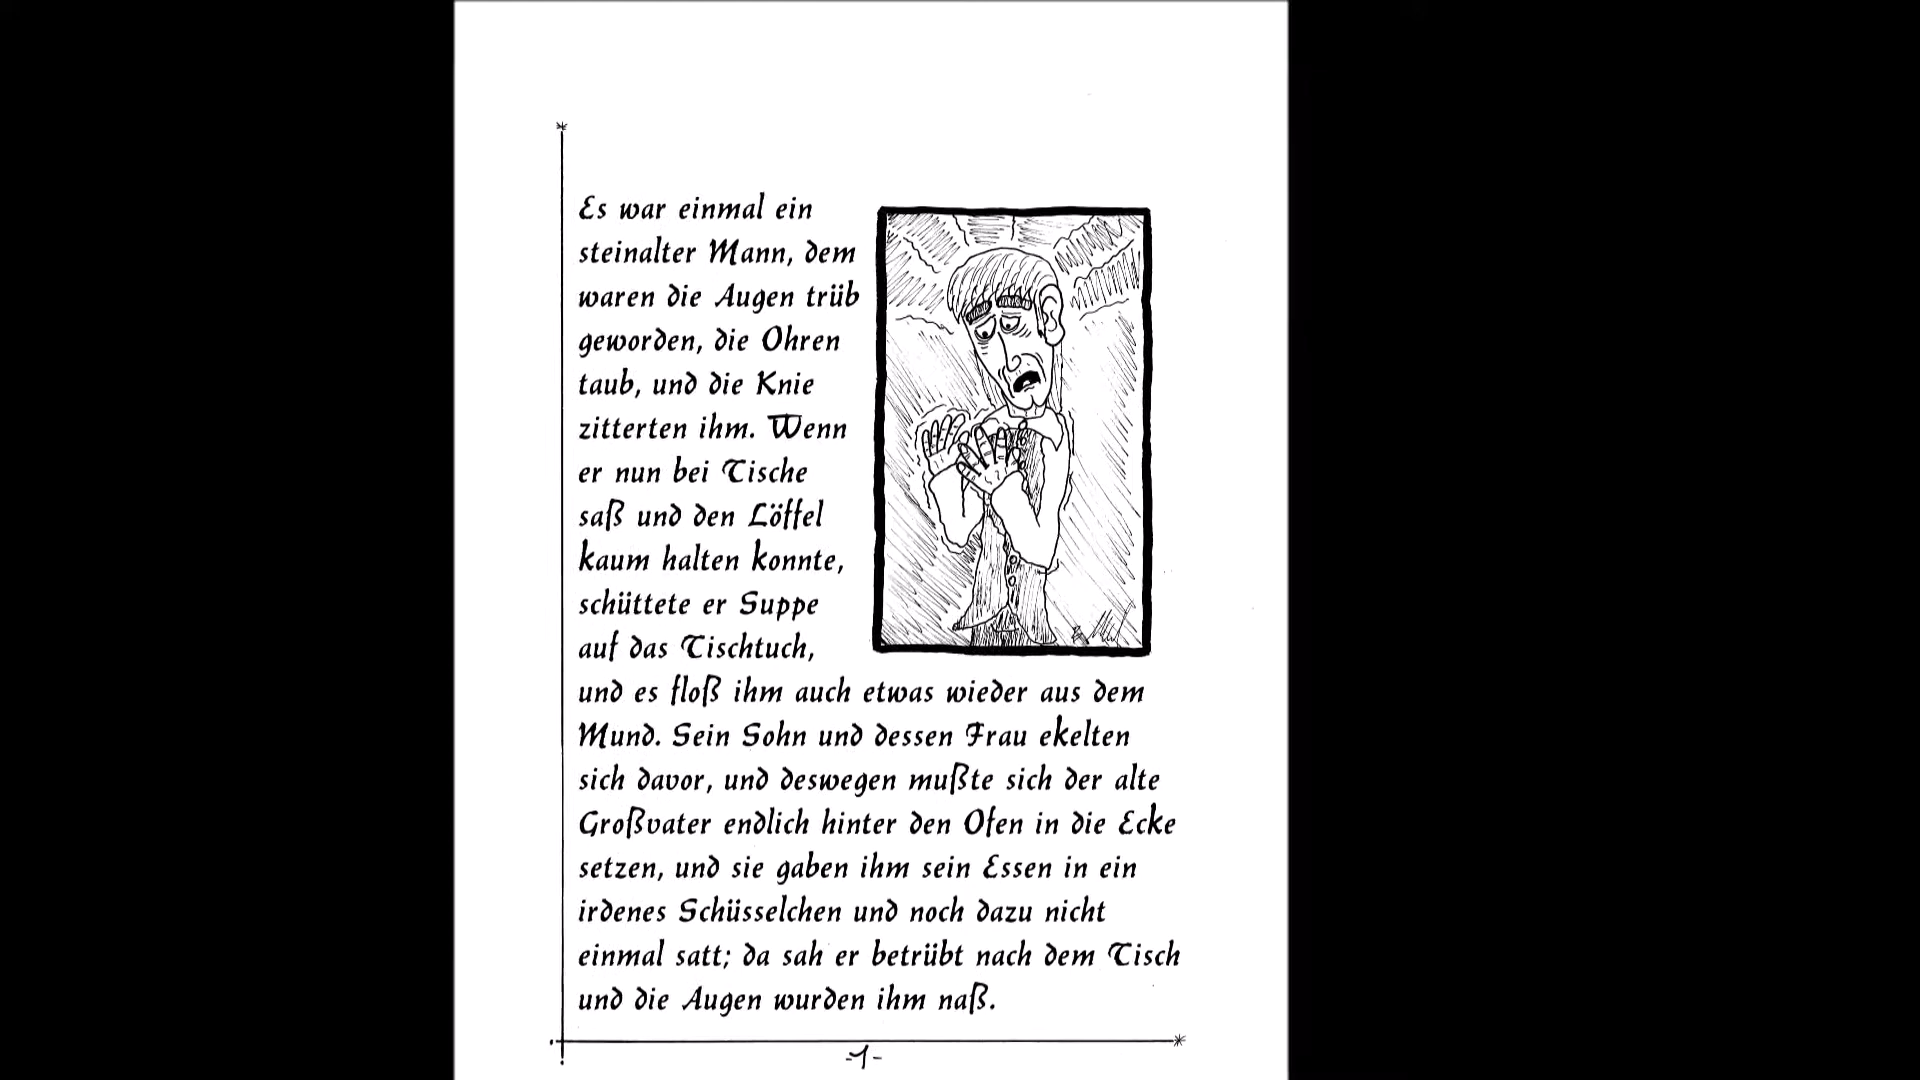 Es war einmal ein
steinalter Mann, dem
waren die Augen trüb
geworden, die Ohren
taub, und die Knie
zitterten ihm. Wenn
er nun bei Tische
saß und den Löffel
kaum halten konnte,
schüttete er Suppe
auf das Tischtuch,
und es floß ihm auch etwas wieder aus dem
Mund. Sein Sohn und dessen Frau ekelten
sich davor, und deswegen mußte sich der alte
Großvater endlich hinter den Ofen in die Ecke
setzen, und sie gaben ihm sein Essen in ein
irdenes Schüsselchen und noch dazu nicht
einmal satt; da sah er betrübt nach dem Tisch
und die Augen wurden ihm naß.
-1-